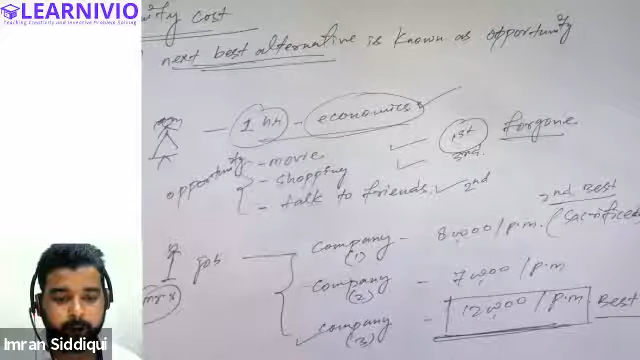 LEARNIVIO
Teaching Creativity and Inventive Problem Solving
cost
next best alternative is known as opportunity
1 hr - economics
1st
forgone
3rd
opportunity - movie
- shopping
- talk to friends 2nd
2nd Best
Job
company (1) - 80,000/p.m. (sacrificed
mr x
company (2) - 70,000/p.m
company (3) - 120,000/p.m Best
Imran Siddiqui